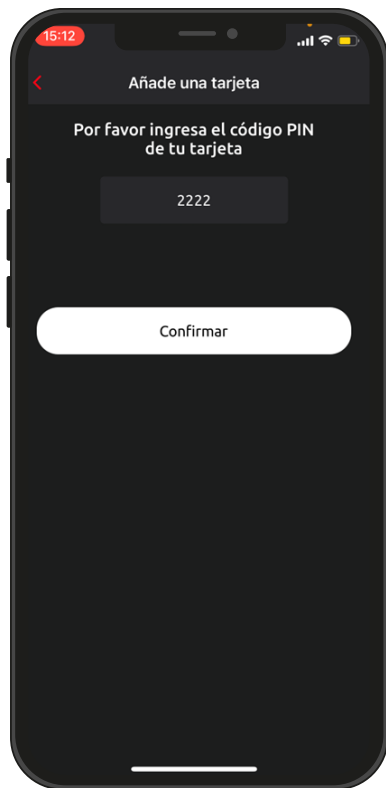 15:12
Añade una tarjeta
Por favor ingresa el código PIN
de tu tarjeta
2222
Confirmar